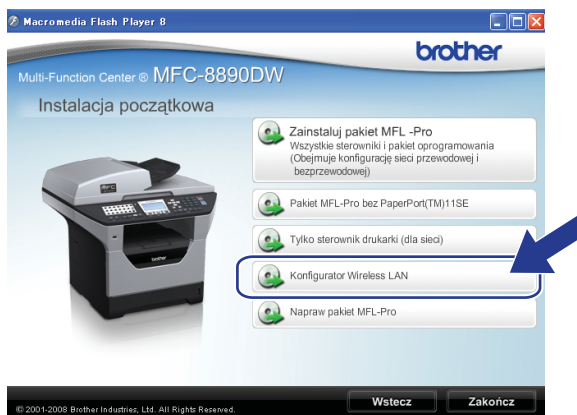 Macromedia Flash Player 8
brother
Multi-Function Center ® MFC-8890DW
Instalacja początkowa
Zainstaluj pakiet MFL -Pro
Wszystkie sterowniki i pakiet oprogramowania
(Obejmuje konfigurację sieci przewodowej i
bezprzewodowej)
Pakiet MFL-Pro bez PaperPort(TM)11SE
Tylko sterownik drukarki (dla sieci)
Konfigurator Wireless LAN
Napraw pakiet MFL-Pro
Wstecz
Zakończ
© 2001-2008 Brother Industries, Ltd. All Rights Reserved.